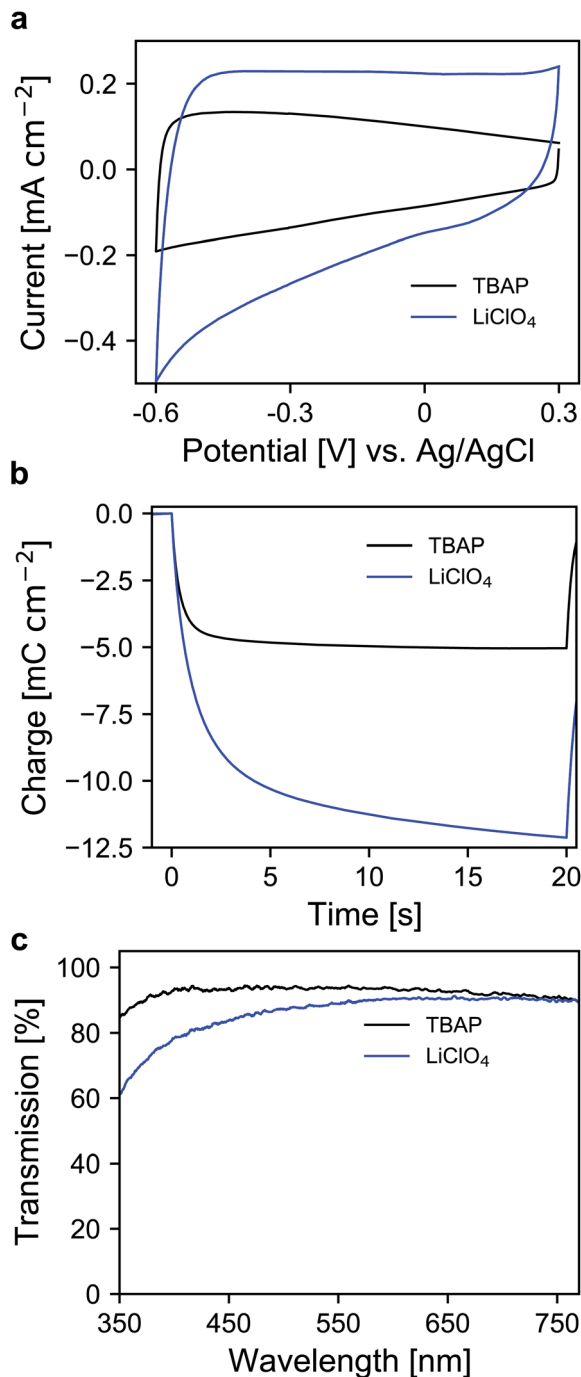 a
Current [mA cm⁻²]
0.2
0.0
−0.2
−0.4
TBAP
LiClO₄
-0.6 -0.3 0 0.3
Potential [V] vs. Ag/AgCl
b
Charge [mC cm⁻²]
0.0
−2.5
−5.0
−7.5
−10.0
−12.5
TBAP
LiClO₄
0 5 10 15 20
Time [s]
c
Transmission [%]
100
80
60
40
20
0
TBAP
LiClO₄
350 450 550 650 750
Wavelength [nm]